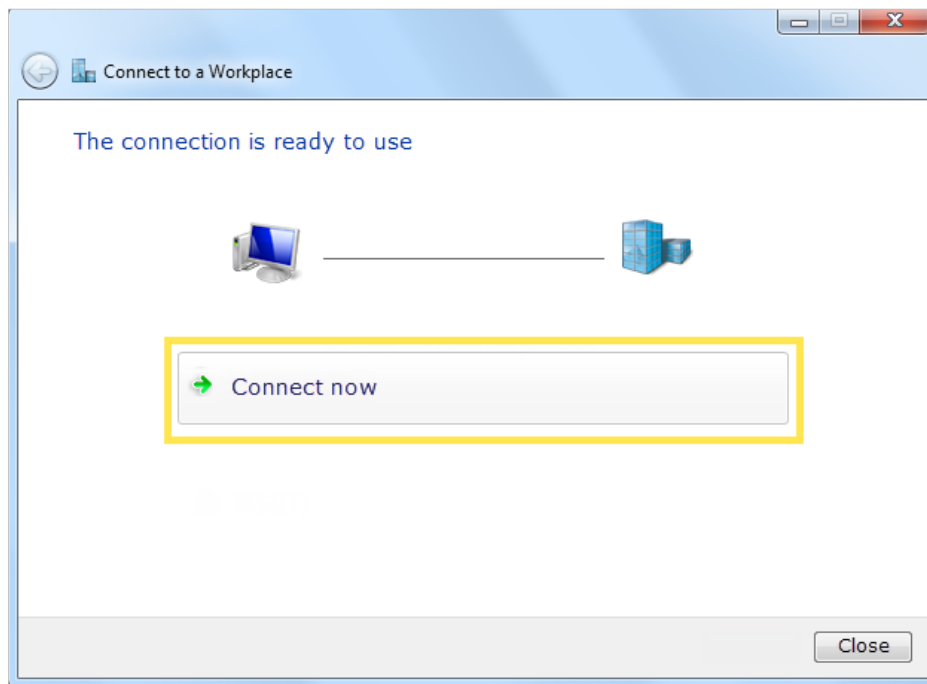 Connect to a Workplace
The connection is ready to use
Connect now
Close